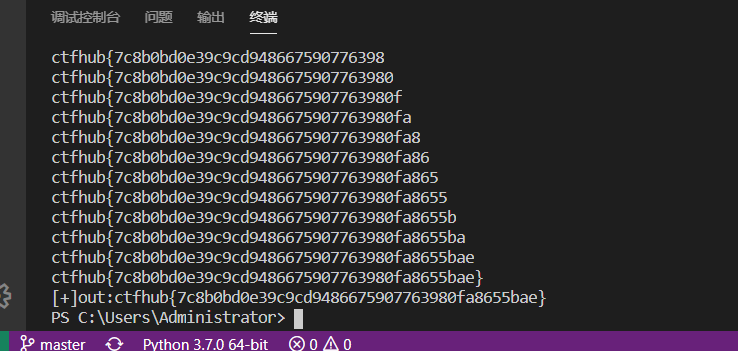 调试控制台 问题 输出 终端
ctfhub{7c8b0bd0e39c9cd948667590776398
ctfhub{7c8b0bd0e39c9cd9486675907763980
ctfhub{7c8b0bd0e39c9cd9486675907763980f
ctfhub{7c8b0bd0e39c9cd9486675907763980fa
ctfhub{7c8b0bd0e39c9cd9486675907763980fa8
ctfhub{7c8b0bd0e39c9cd9486675907763980fa86
ctfhub{7c8b0bd0e39c9cd9486675907763980fa865
ctfhub{7c8b0bd0e39c9cd9486675907763980fa8655
ctfhub{7c8b0bd0e39c9cd9486675907763980fa8655b
ctfhub{7c8b0bd0e39c9cd9486675907763980fa8655ba
ctfhub{7c8b0bd0e39c9cd9486675907763980fa8655bae
ctfhub{7c8b0bd0e39c9cd9486675907763980fa8655bae}
[+]out:ctfhub{7c8b0bd0e39c9cd9486675907763980fa8655bae}
PS C:\Users\Administrator>
master Python 3.7.0 64-bit 0 0